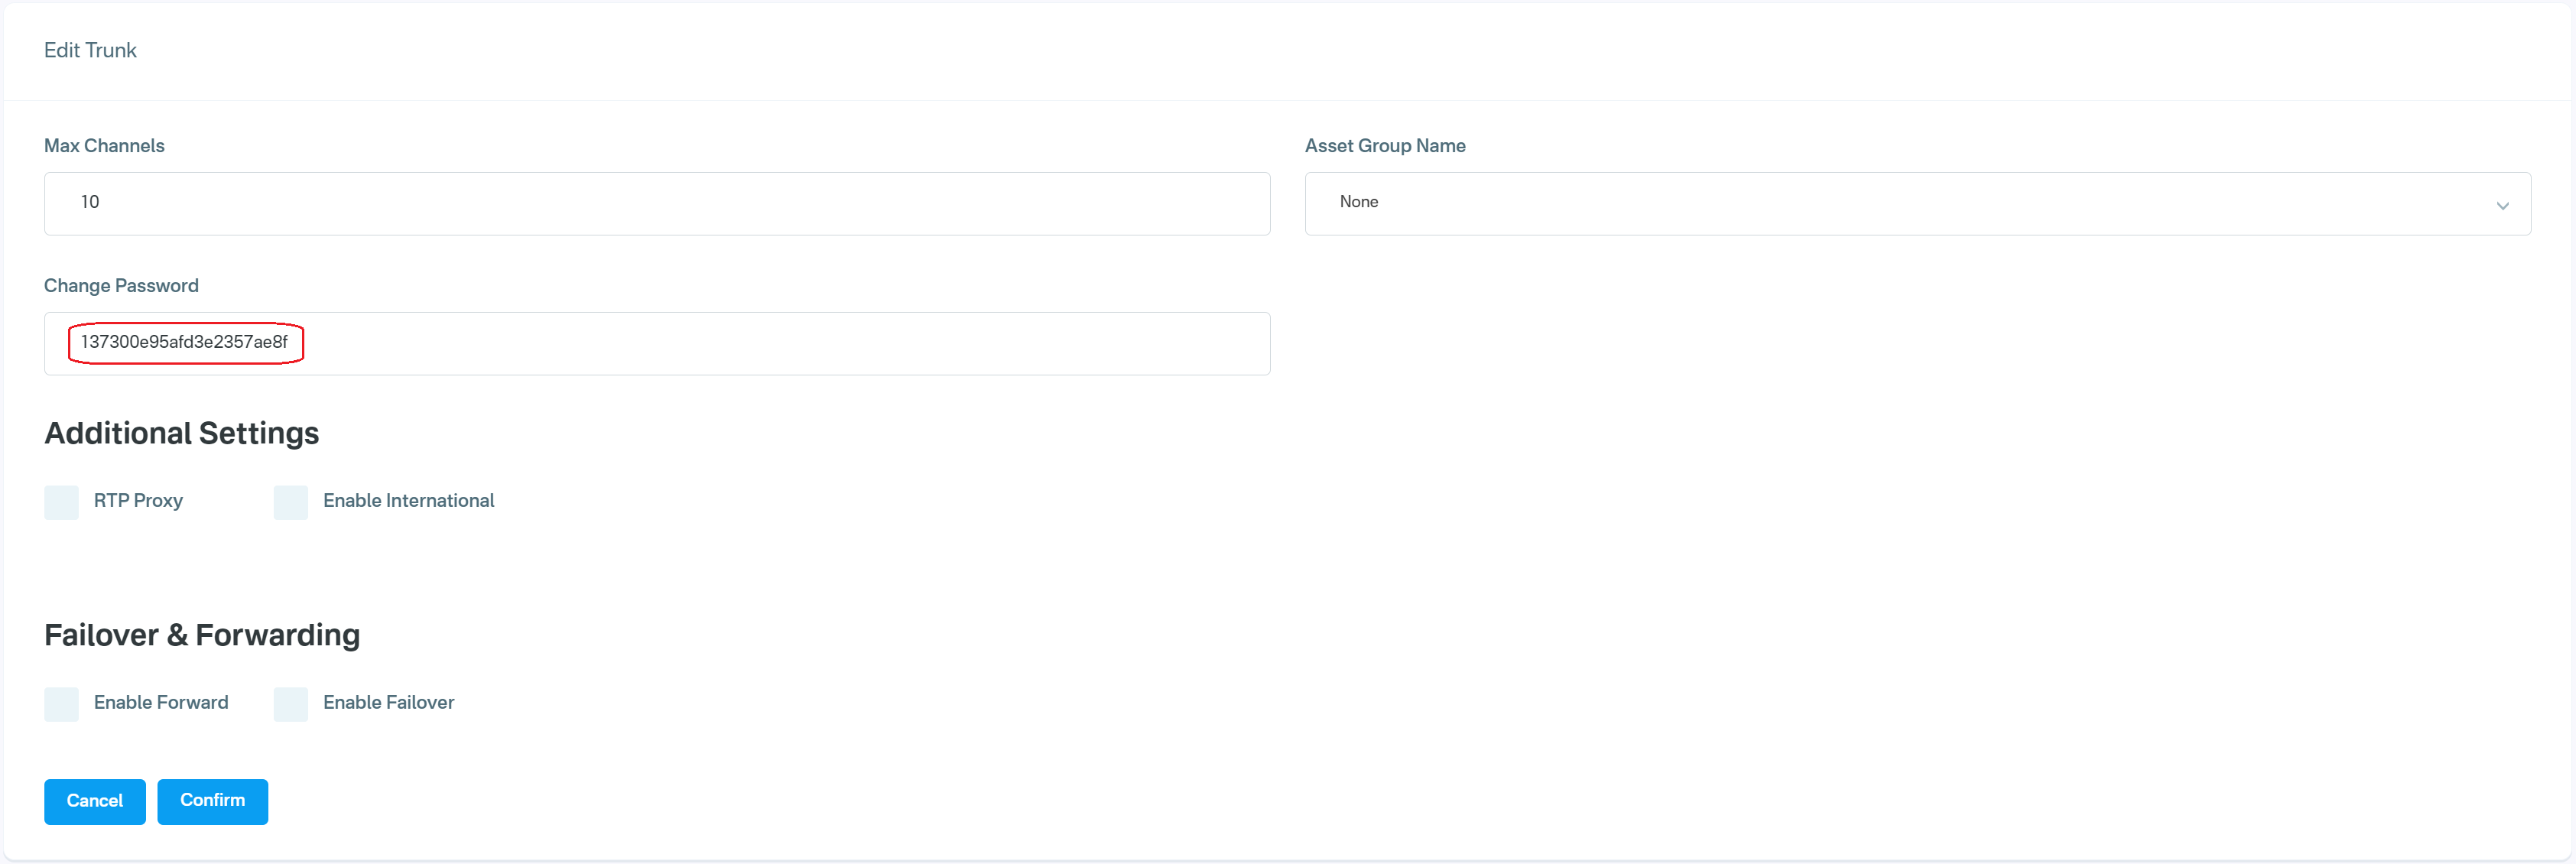 Edit Trunk
Max Channels
Asset Group Name
10
None
Change Password
137300e95afd3e2357ae8f
Additional Settings
RTP Proxy
Enable International
Failover & Forwarding
Enable Forward
Enable Failover
Cancel
Confirm